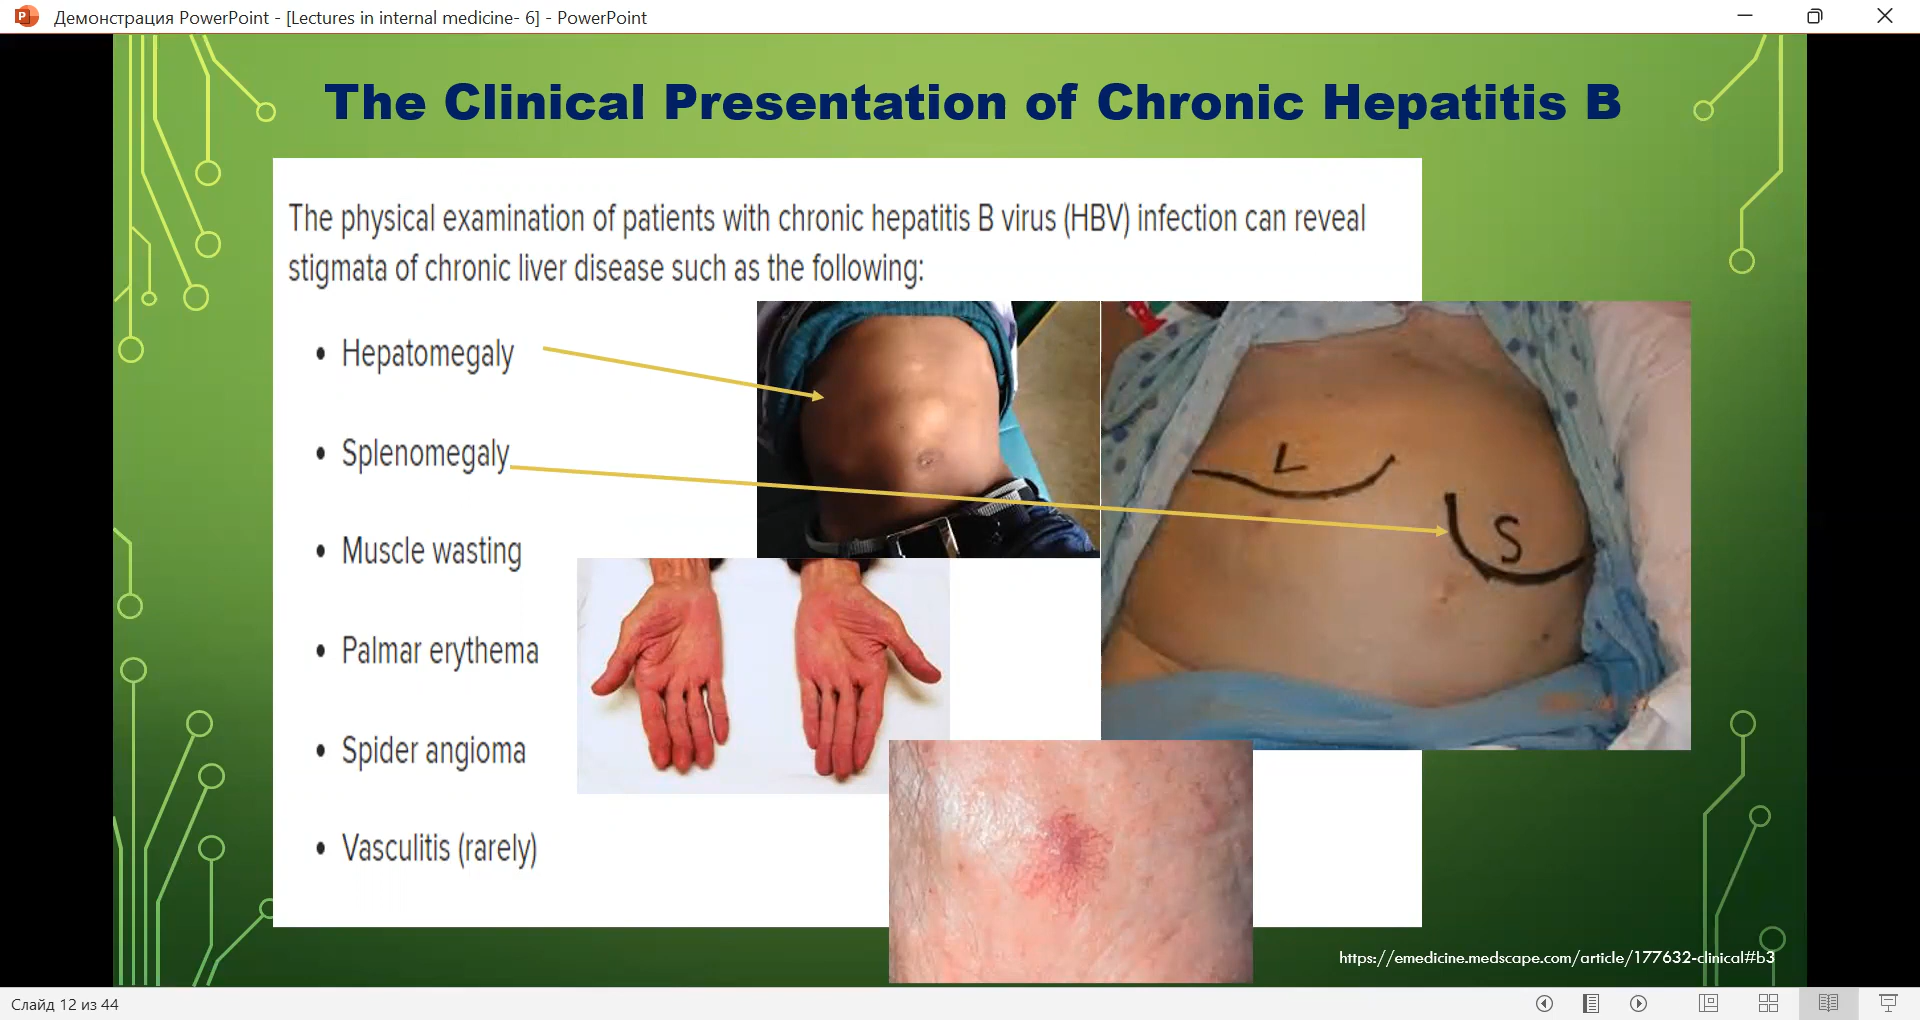 Демонстрация PowerPoint - [Lectures in internal medicine- 6] - PowerPoint
The Clinical Presentation of Chronic Hepatitis B
The physical examination of patients with chronic hepatitis B virus (HBV) infection can reveal
stigmata of chronic liver disease such as the following:
• Hepatomegaly
• Splenomegaly
• Muscle wasting
• Palmar erythema
• Spider angioma
• Vasculitis (rarely)
L
S
https://emedicine.medscape.com/article/177632-clinical#b3
Слайд 12 из 44